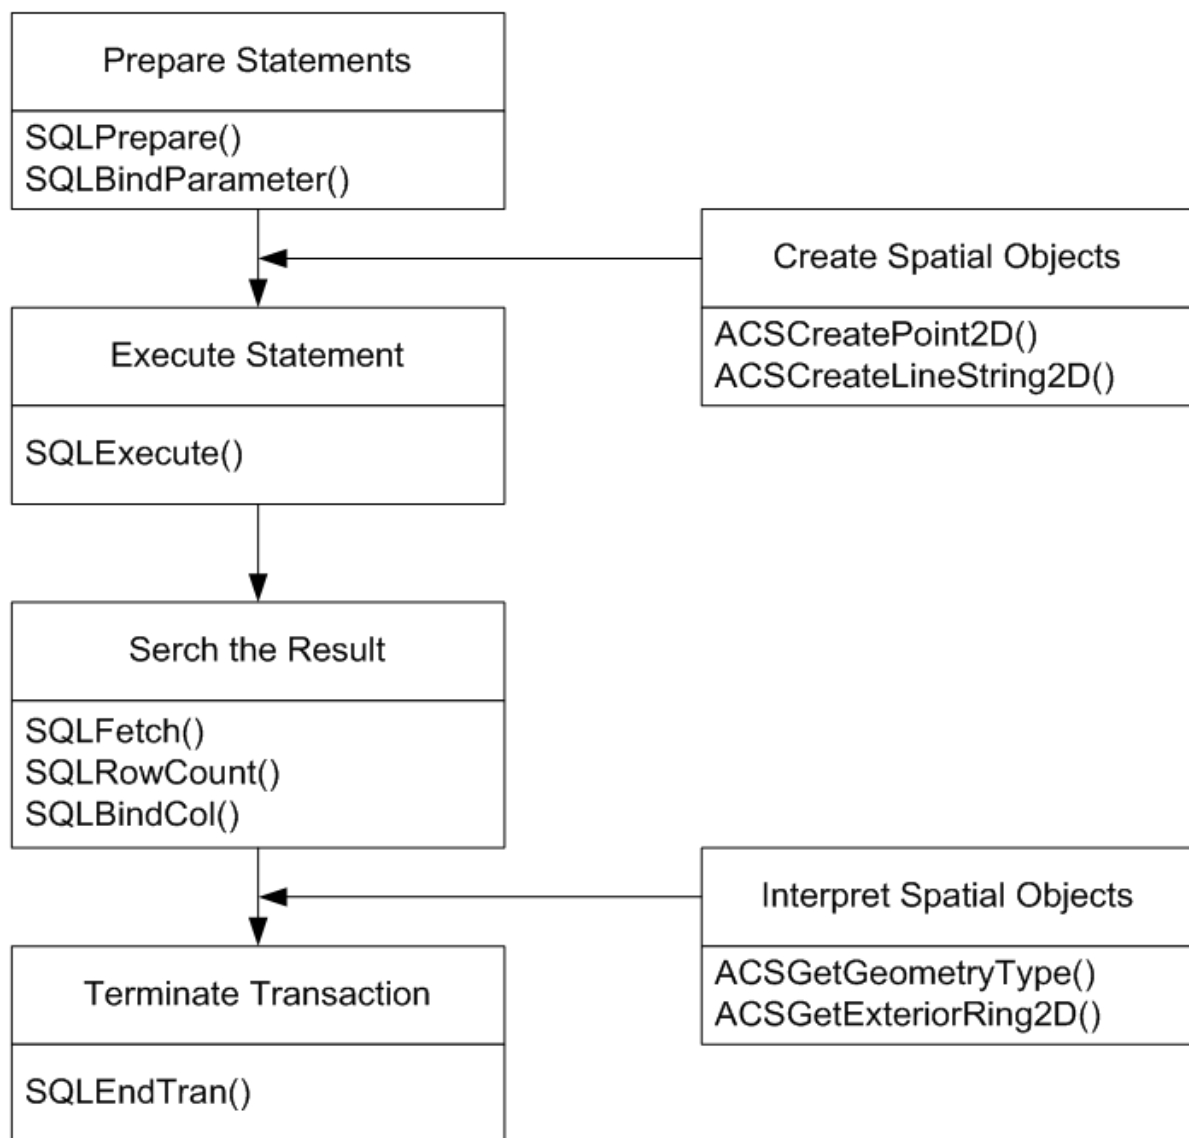 Prepare Statements
SQLPrepare()
SQLBindParameter()
Create Spatial Objects
ACSCreatePoint2D()
ACSCreateLineString2D()
Execute Statement
SQLExecute()
Serch the Result
SQLFetch()
SQLRowCount()
SQLBindCol()
Interpret Spatial Objects
ACSGetGeometryType()
ACSGetExteriorRing2D()
Terminate Transaction
SQLEndTran()